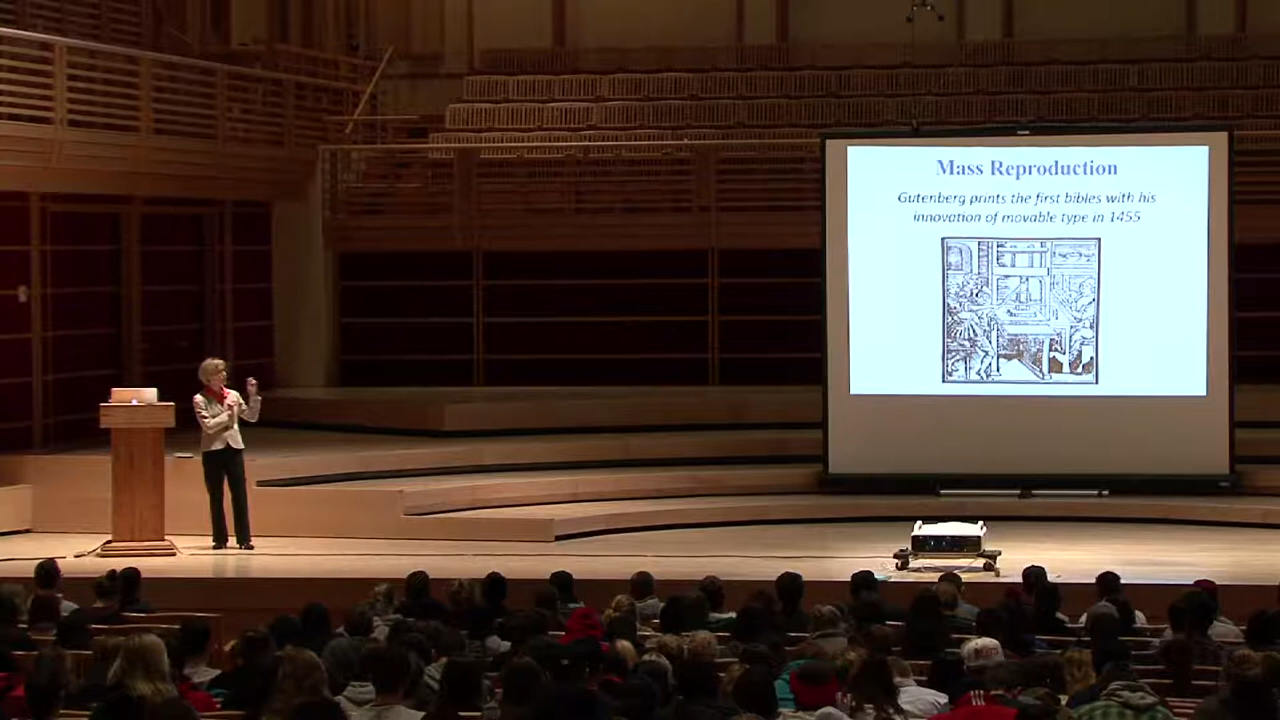 Mass Reproduction
Gutenberg prints the first bibles with his
innovation of movable type in 1455